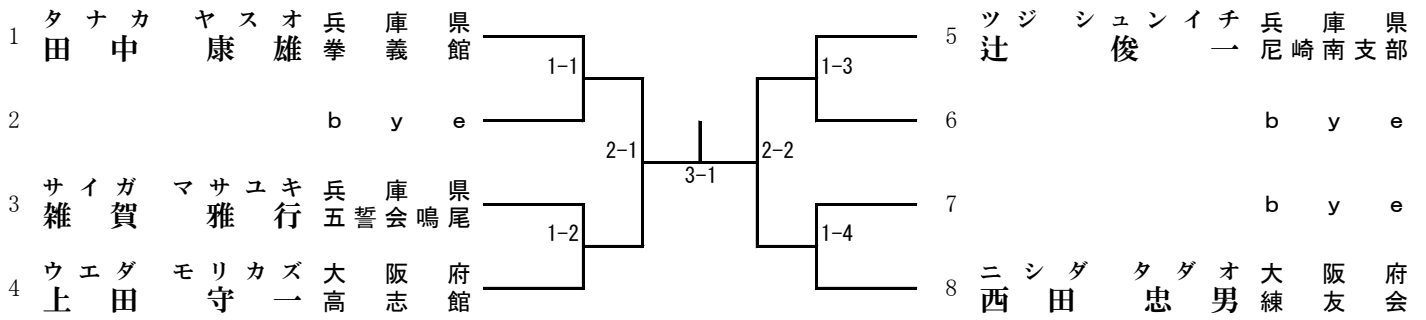 タナカ ヤスオ 兵庫県
1 田中 康雄 拳義館
1-1
2 bye
2-1
サイガ マサユキ 兵庫県
3 雑賀 雅行 五誓会鳴尾
1-2
ウエダ モリカズ 大阪府
4 上田 守一 高志館
3-1
ツジ シュンイチ 兵庫県
5 辻 俊一 尼崎南支部
1-3
6 bye
2-2
7 bye
1-4
ニシダ タダオ 大阪府
8 西田 忠男 練友会